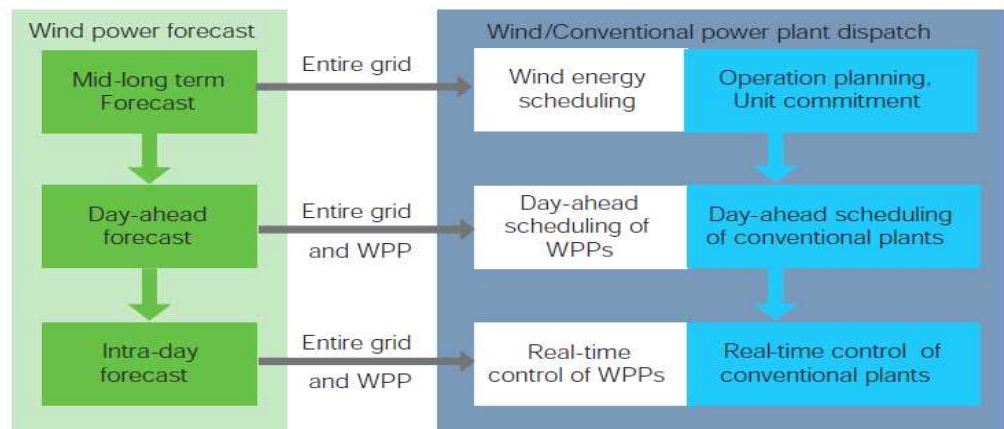 Wind power forecast
Wind/Conventional power plant dispatch
Mid-long term
Forecast
Entire grid
Wind energy
scheduling
Operation planning,
Unit commitment
Day-ahead
forecast
Entire grid
and WPP
Day-ahead
scheduling of
WPPs
Day-ahead scheduling
of conventional plants
Intra-day
forecast
Entire grid
and WPP
Real-time
control of WPPs
Real-time control of
conventional plants